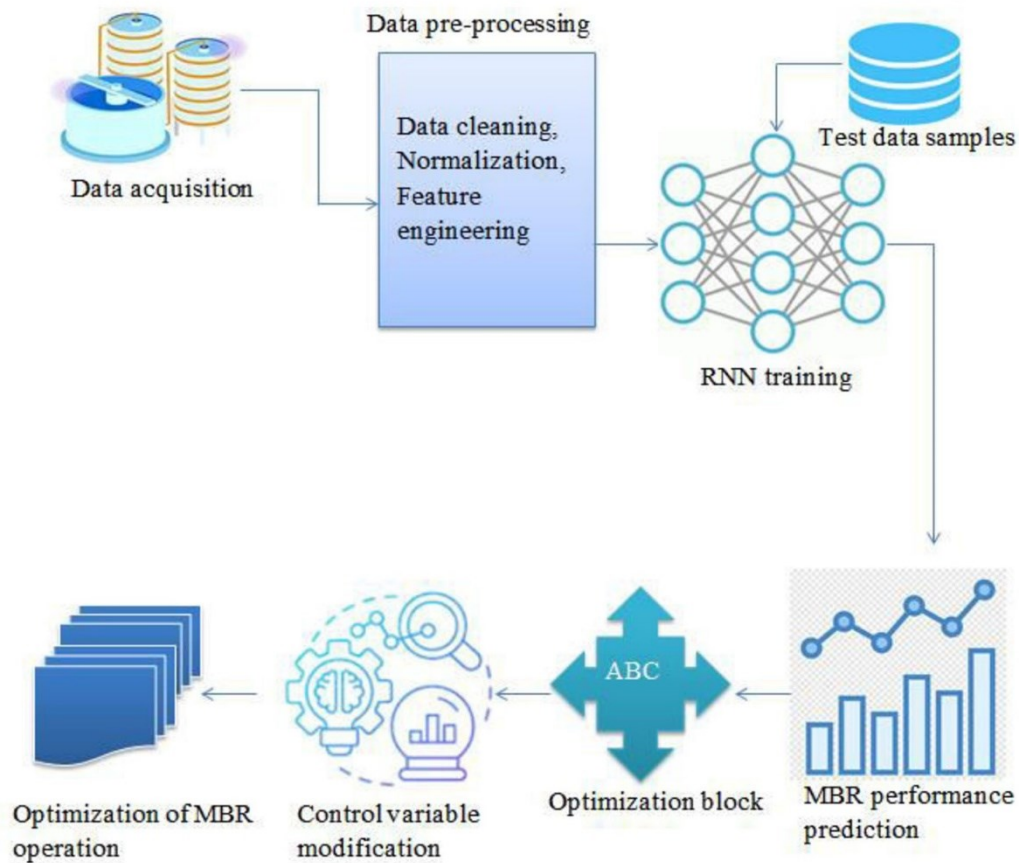 Data pre-processing
Data acquisition
Data cleaning,
Normalization,
Feature
engineering
Test data samples
RNN training
ABC
Optimization of MBR
operation
Control variable
modification
Optimization block
MBR performance
prediction